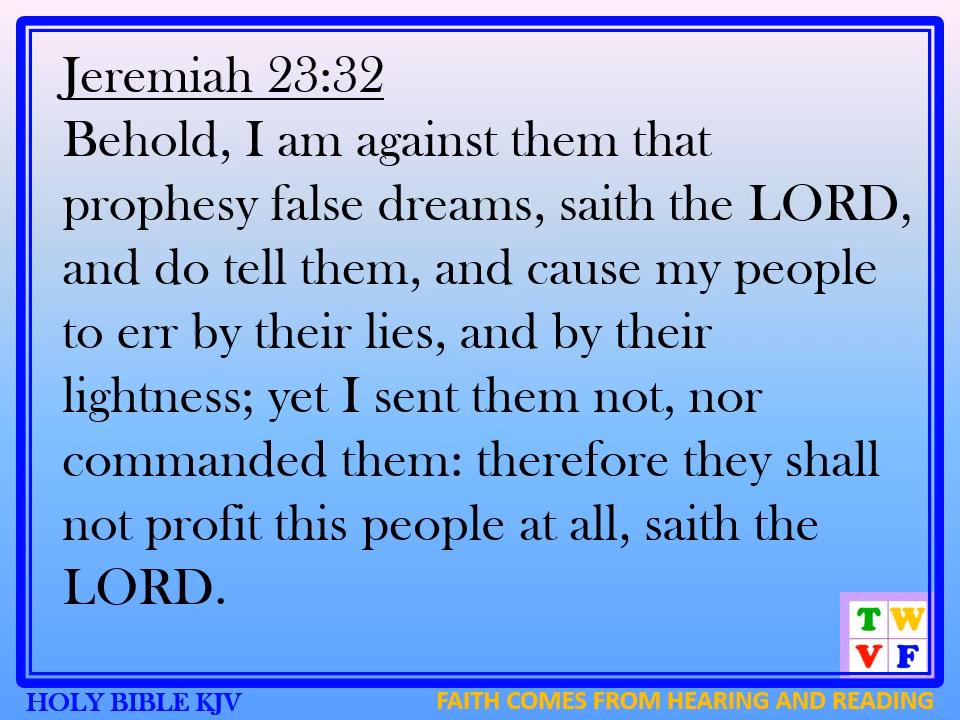 Jeremiah 23:32
Behold, I am against them that
prophesy false dreams, saith the LORD,
and do tell them, and cause my people
to err by their lies, and by their
lightness; yet I sent them not, nor
commanded them: therefore they shall
not profit this people at all, saith the
LORD.
T W
V F
HOLY BIBLE KJV
FAITH COMES FROM HEARING AND READING